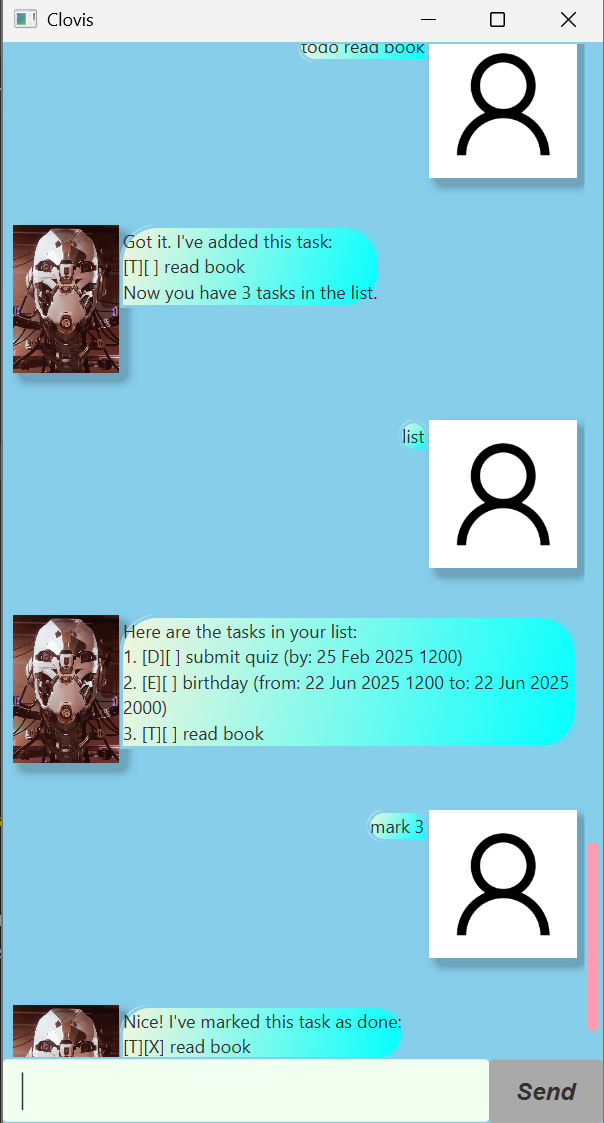 Clovis
todo read book
Got it. I've added this task:
[T][ ] read book
Now you have 3 tasks in the list.
list
Here are the tasks in your list:
1. [D][ ] submit quiz (by: 25 Feb 2025 1200)
2. [E][ ] birthday (from: 22 Jun 2025 1200 to: 22 Jun 2025
2000)
3. [T][ ] read book
mark 3
Nice! I've marked this task as done:
[T][X] read book
Send